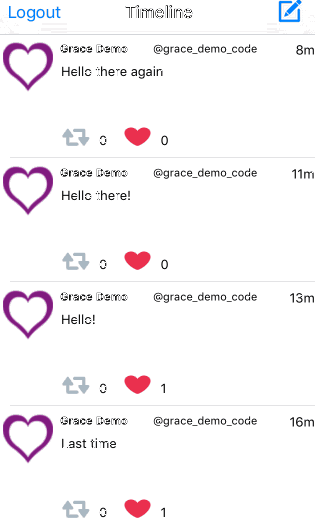 Logout Timeline
Grace Demo @grace_demo_code 8m
Hello there again
0 0
Grace Demo @grace_demo_code 11m
Hello there!
0 0
Grace Demo @grace_demo_code 13m
Hello!
0 1
Grace Demo @grace_demo_code 16m
Last time
0 1